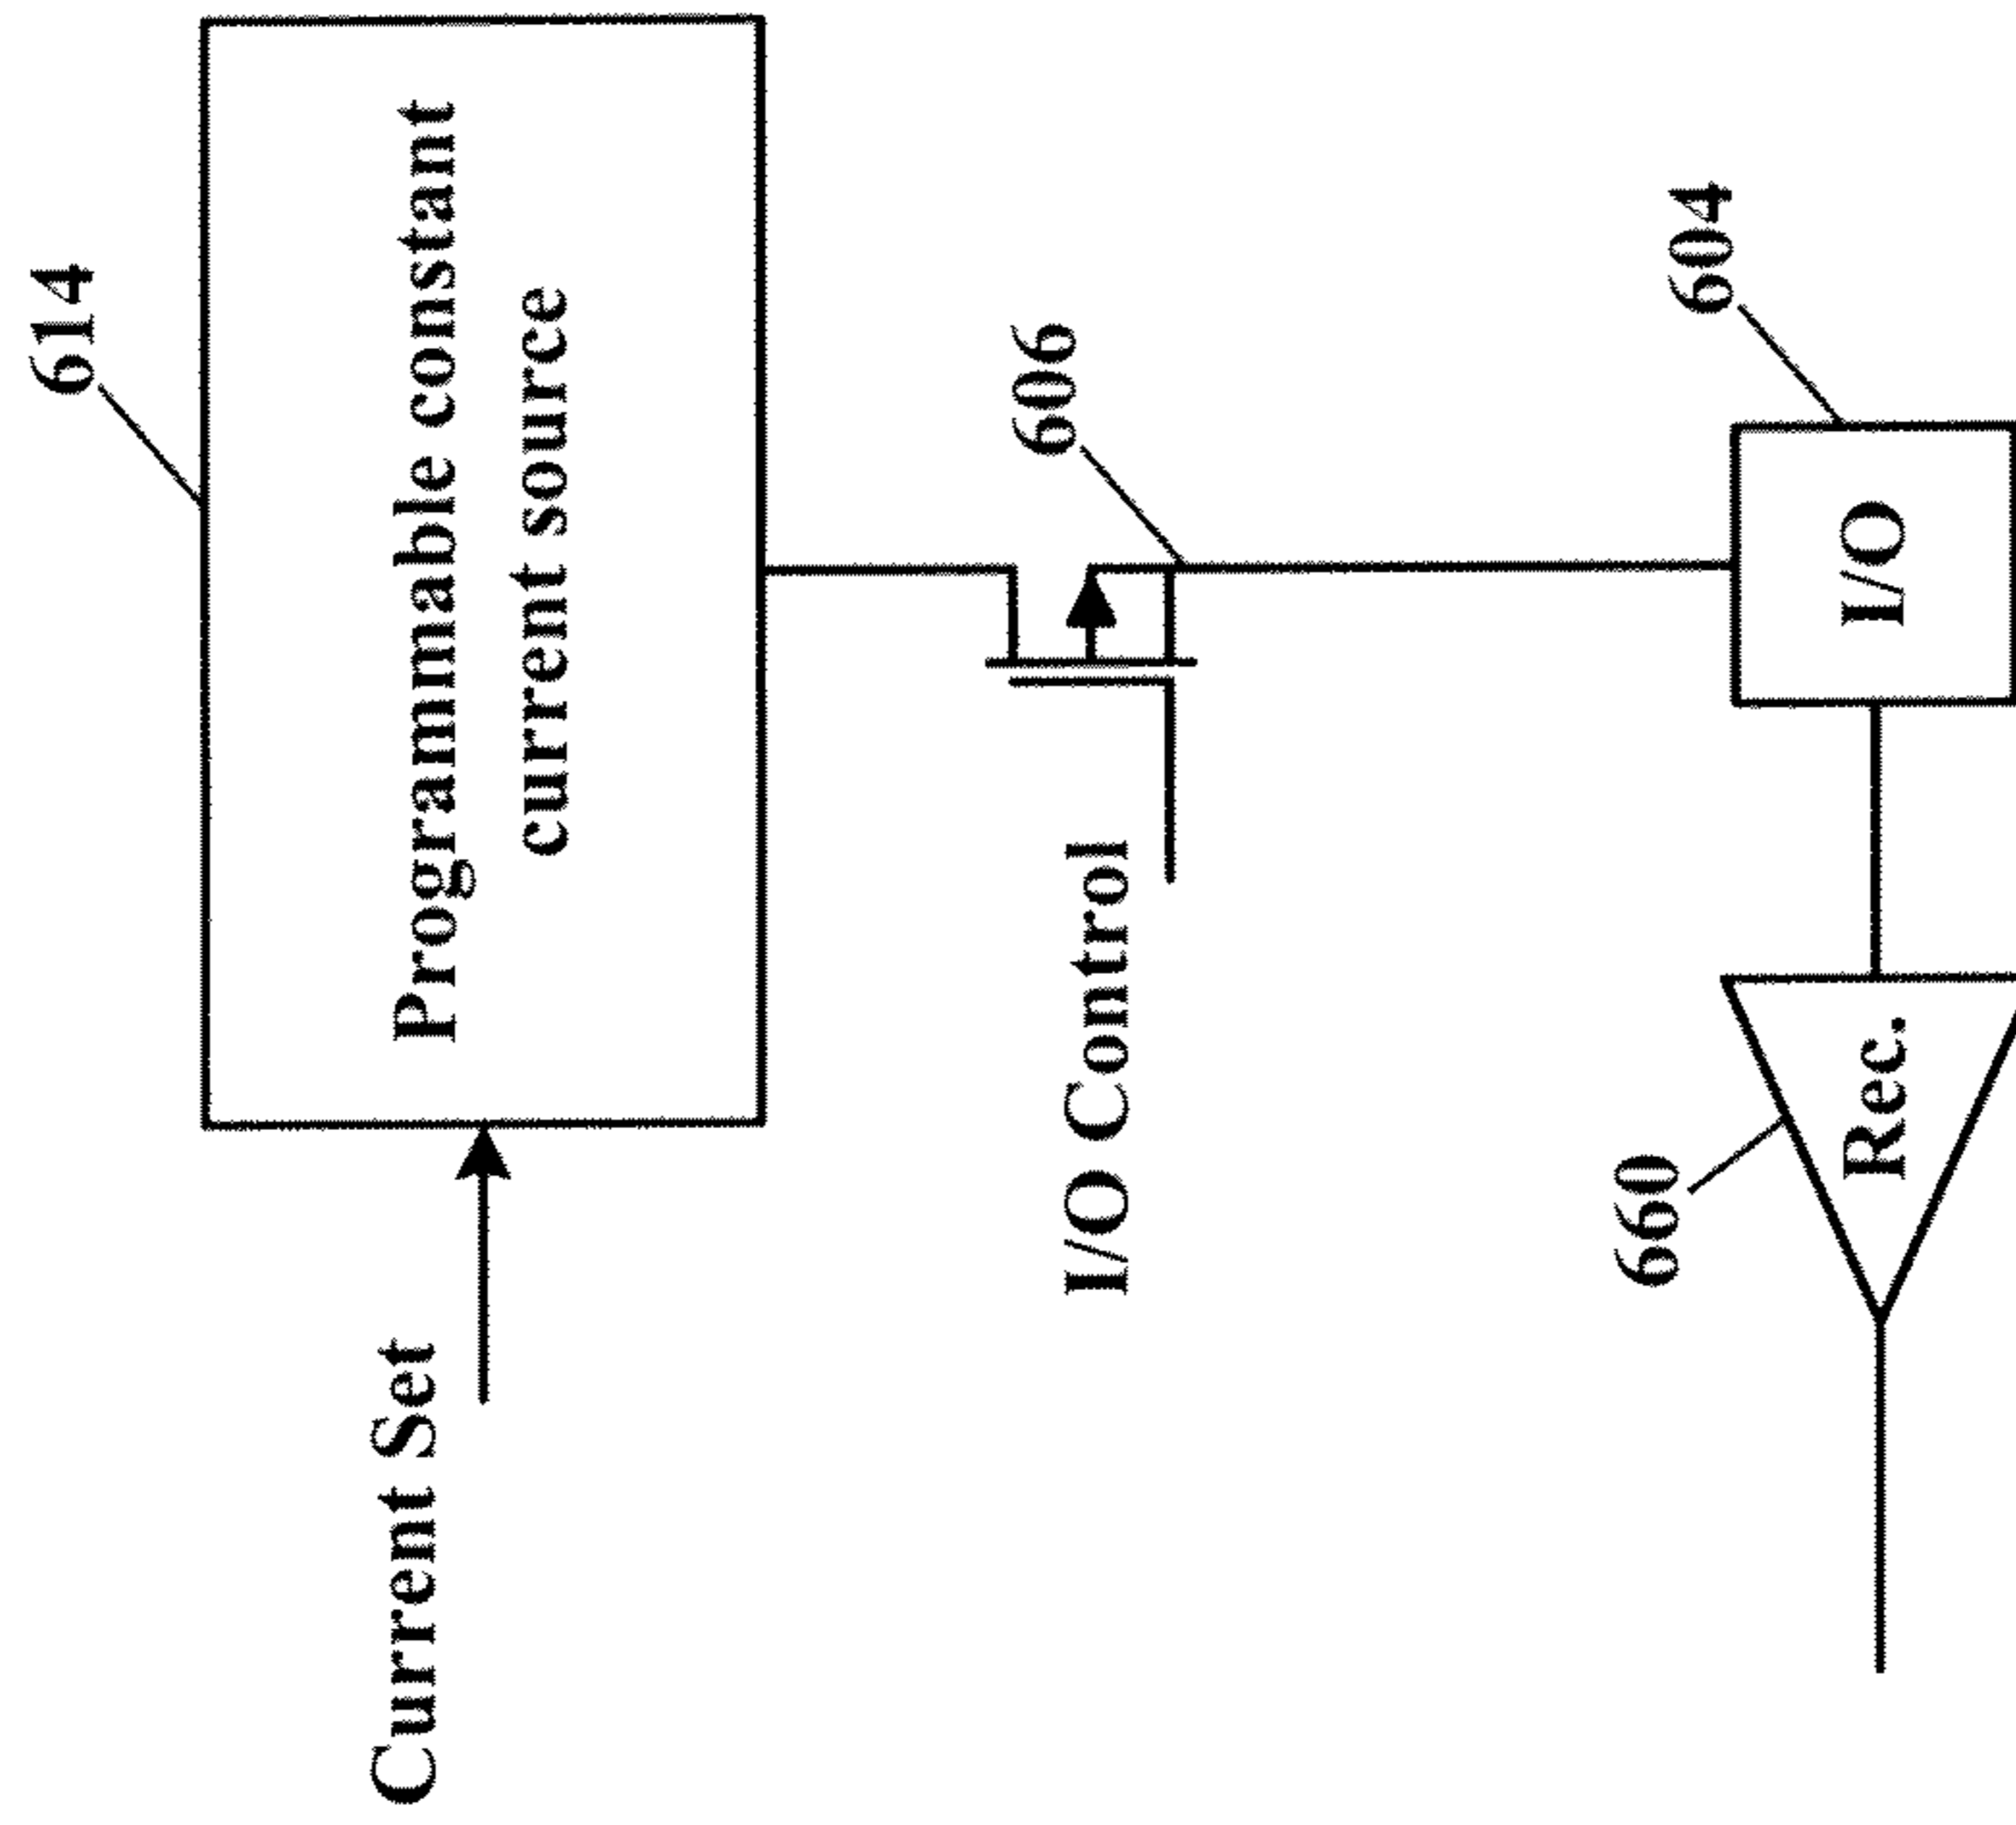 614
Programmable constant
current source
Current Set
606
I/O Control
604
I/O
660
Rec.